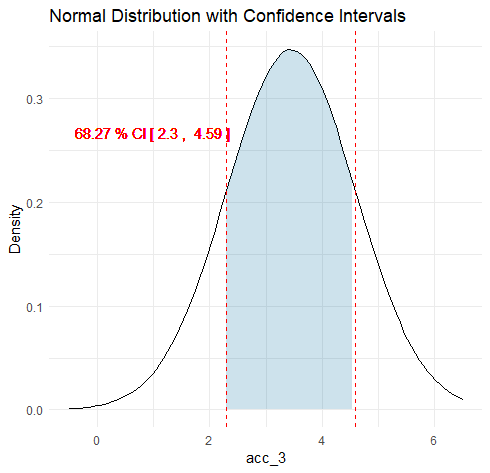 Normal Distribution with Confidence Intervals
0.3
68.27 % CI [ 2.3 ,  4.59 ]
0.2
Density
0.1
0.0
0 2 4 6
acc_3